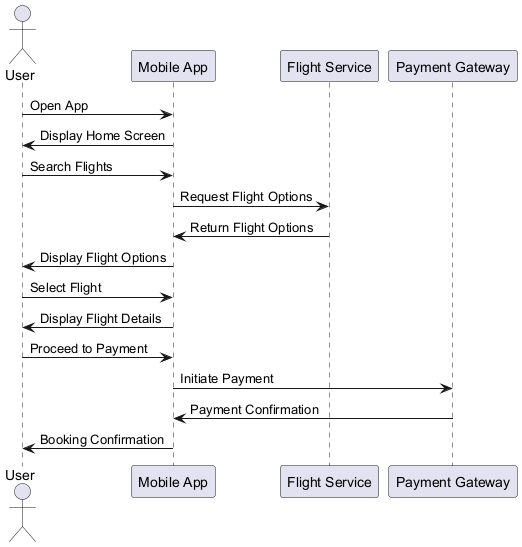 User
Mobile App
Flight Service
Payment Gateway
Open App
Display Home Screen
Search Flights
Request Flight Options
Return Flight Options
Display Flight Options
Select Flight
Display Flight Details
Proceed to Payment
Initiate Payment
Payment Confirmation
Booking Confirmation
User
Mobile App
Flight Service
Payment Gateway